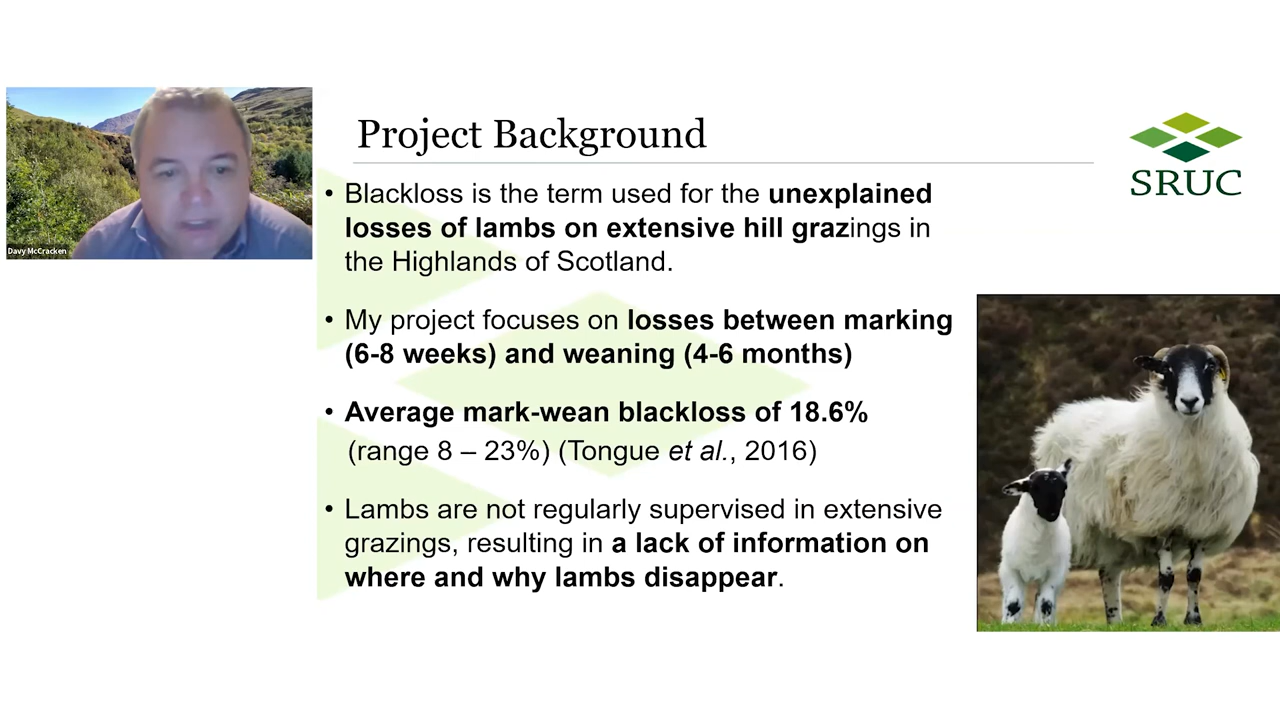 Davy McCracken
Project Background
SRUC
• Blackloss is the term used for the unexplained
losses of lambs on extensive hill grazings in
the Highlands of Scotland.
• My project focuses on losses between marking
(6-8 weeks) and weaning (4-6 months)
• Average mark-wean blackloss of 18.6%
(range 8 – 23%) (Tongue et al., 2016)
• Lambs are not regularly supervised in extensive
grazings, resulting in a lack of information on
where and why lambs disappear.